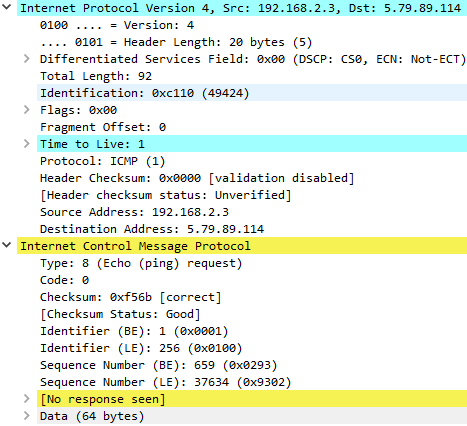 Internet Protocol Version 4, Src: 192.168.2.3, Dst: 5.79.89.114
0100 .... = Version: 4
.... 0101 = Header Length: 20 bytes (5)
Differentiated Services Field: 0x00 (DSCP: CS0, ECN: Not-ECT)
Total Length: 92
Identification: 0xc110 (49424)
Flags: 0x00
Fragment Offset: 0
Time to Live: 1
Protocol: ICMP (1)
Header Checksum: 0x0000 [validation disabled]
[Header checksum status: Unverified]
Source Address: 192.168.2.3
Destination Address: 5.79.89.114
Internet Control Message Protocol
Type: 8 (Echo (ping) request)
Code: 0
Checksum: 0xf56b [correct]
[Checksum Status: Good]
Identifier (BE): 1 (0x0001)
Identifier (LE): 256 (0x0100)
Sequence Number (BE): 659 (0x0293)
Sequence Number (LE): 37634 (0x9302)
[No response seen]
Data (64 bytes)